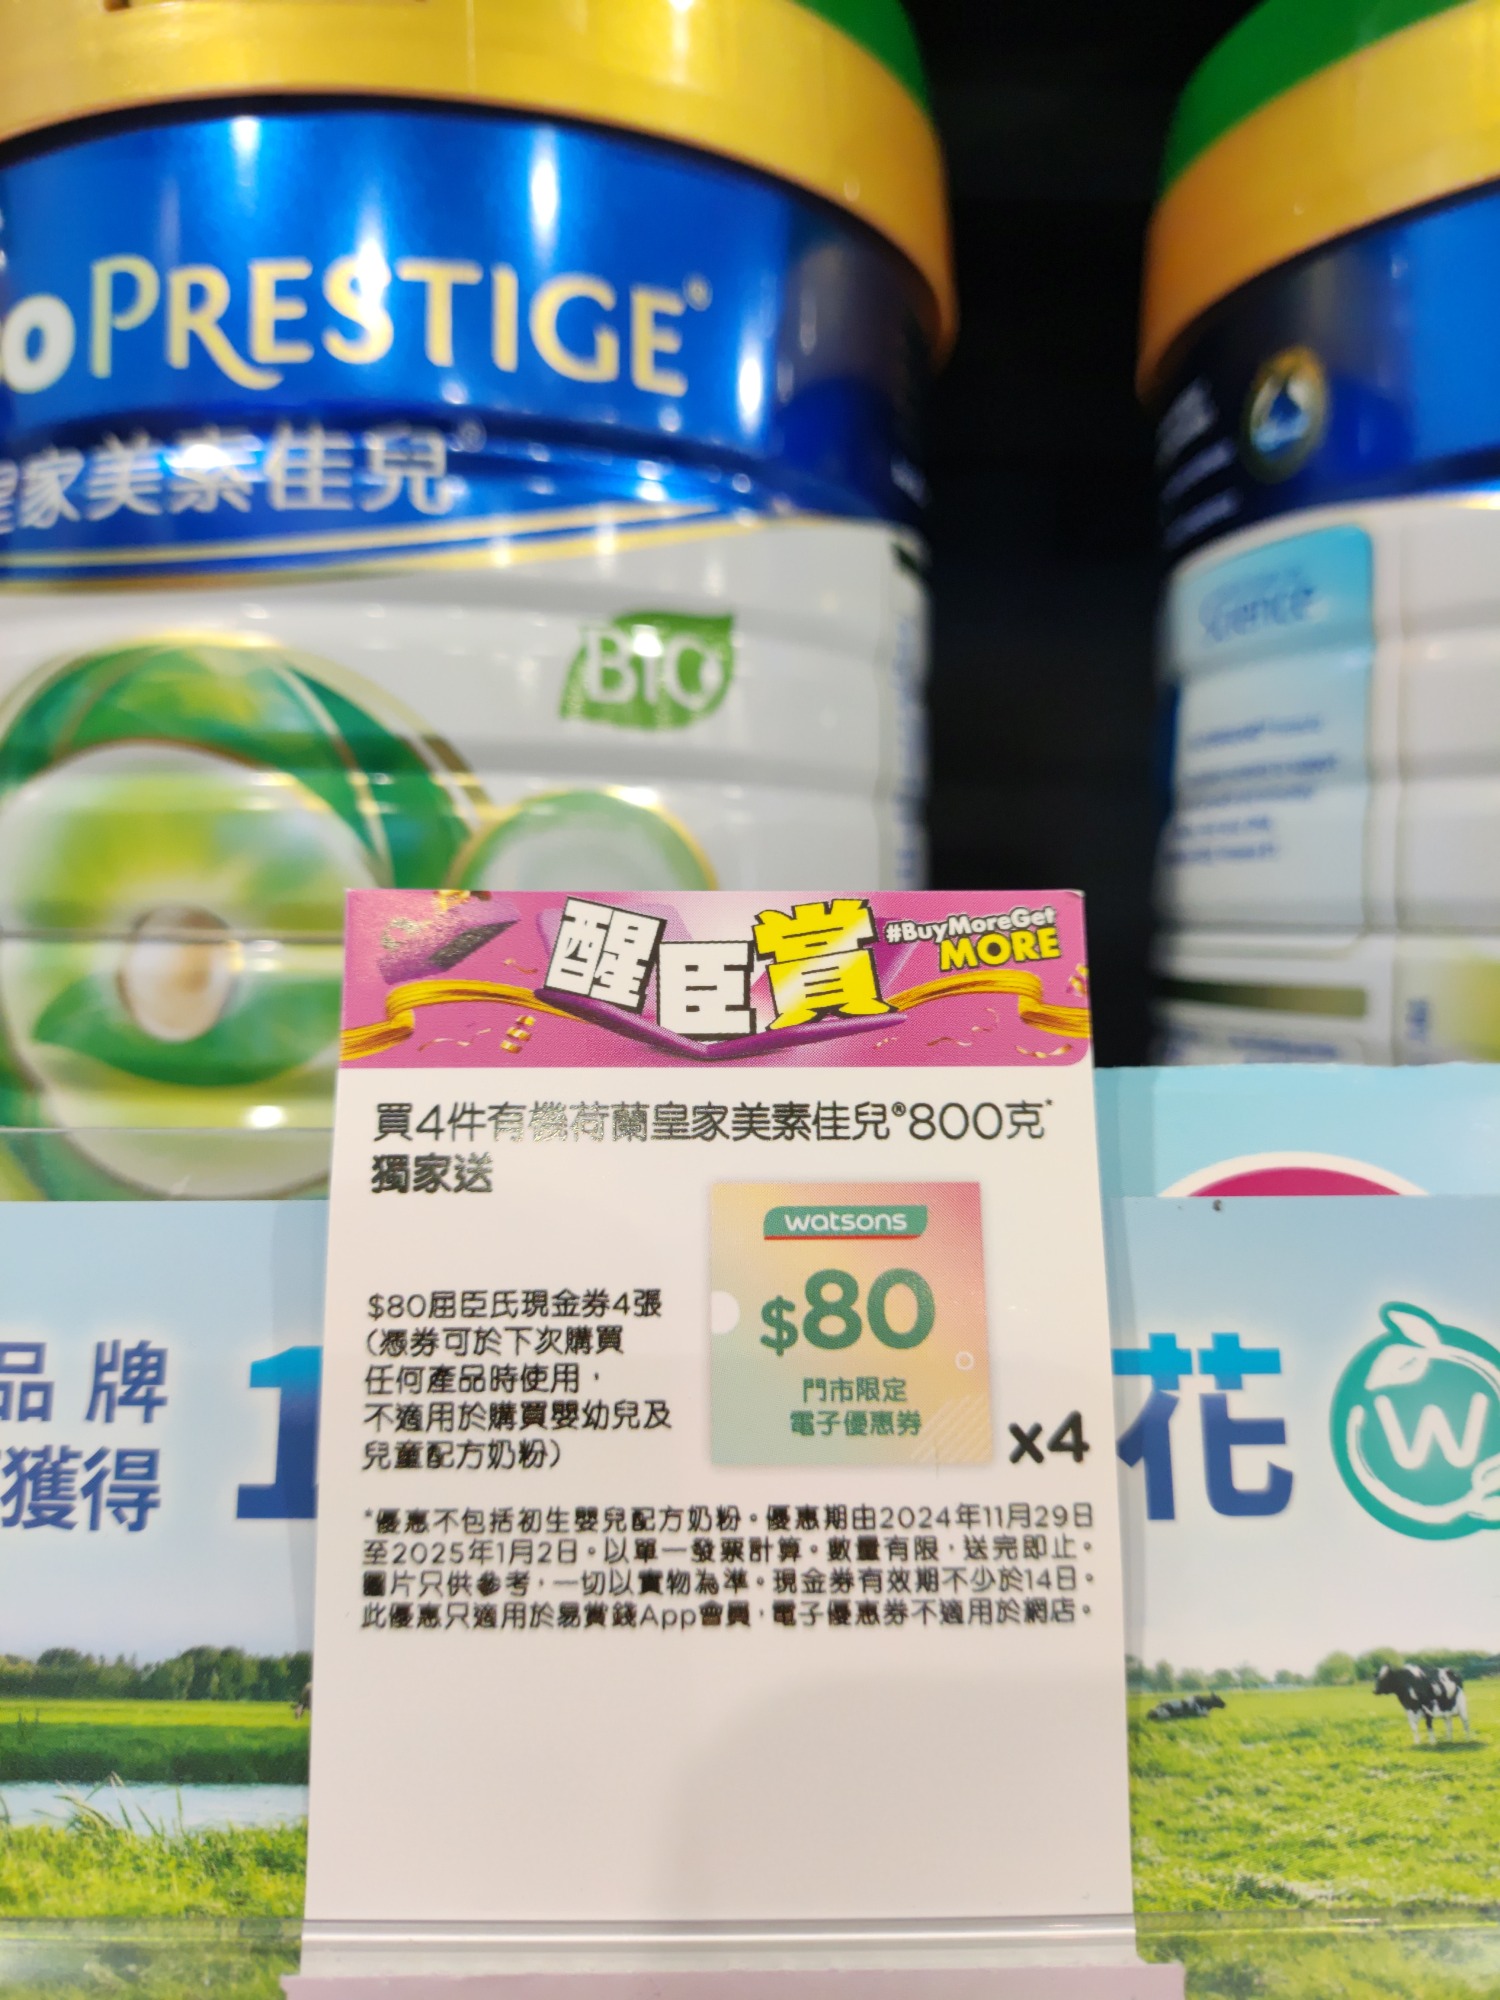 PRESTIGE®
家美素佳兒®
BIO
Science
醒臣賞
#BuyMoreGet
MORE
買4件有機荷蘭皇家美素佳兒®800克*
獨家送
watsons
$80
門市限定
電子優惠券
x4
$80屈臣氏現金券4張
(憑券可於下次購買
任何產品時使用，
不適用於購買嬰幼兒及
兒童配方奶粉)
*優惠不包括初生嬰兒配方奶粉。優惠期由2024年11月29日
至2025年1月2日。以單一發票計算。數量有限，送完即止。
圖片只供參考，一切以實物為準。現金券有效期不少於14日。
此優惠只適用於易賞錢App會員，電子優惠券不適用於網店。
品牌
獲得
1
花
W